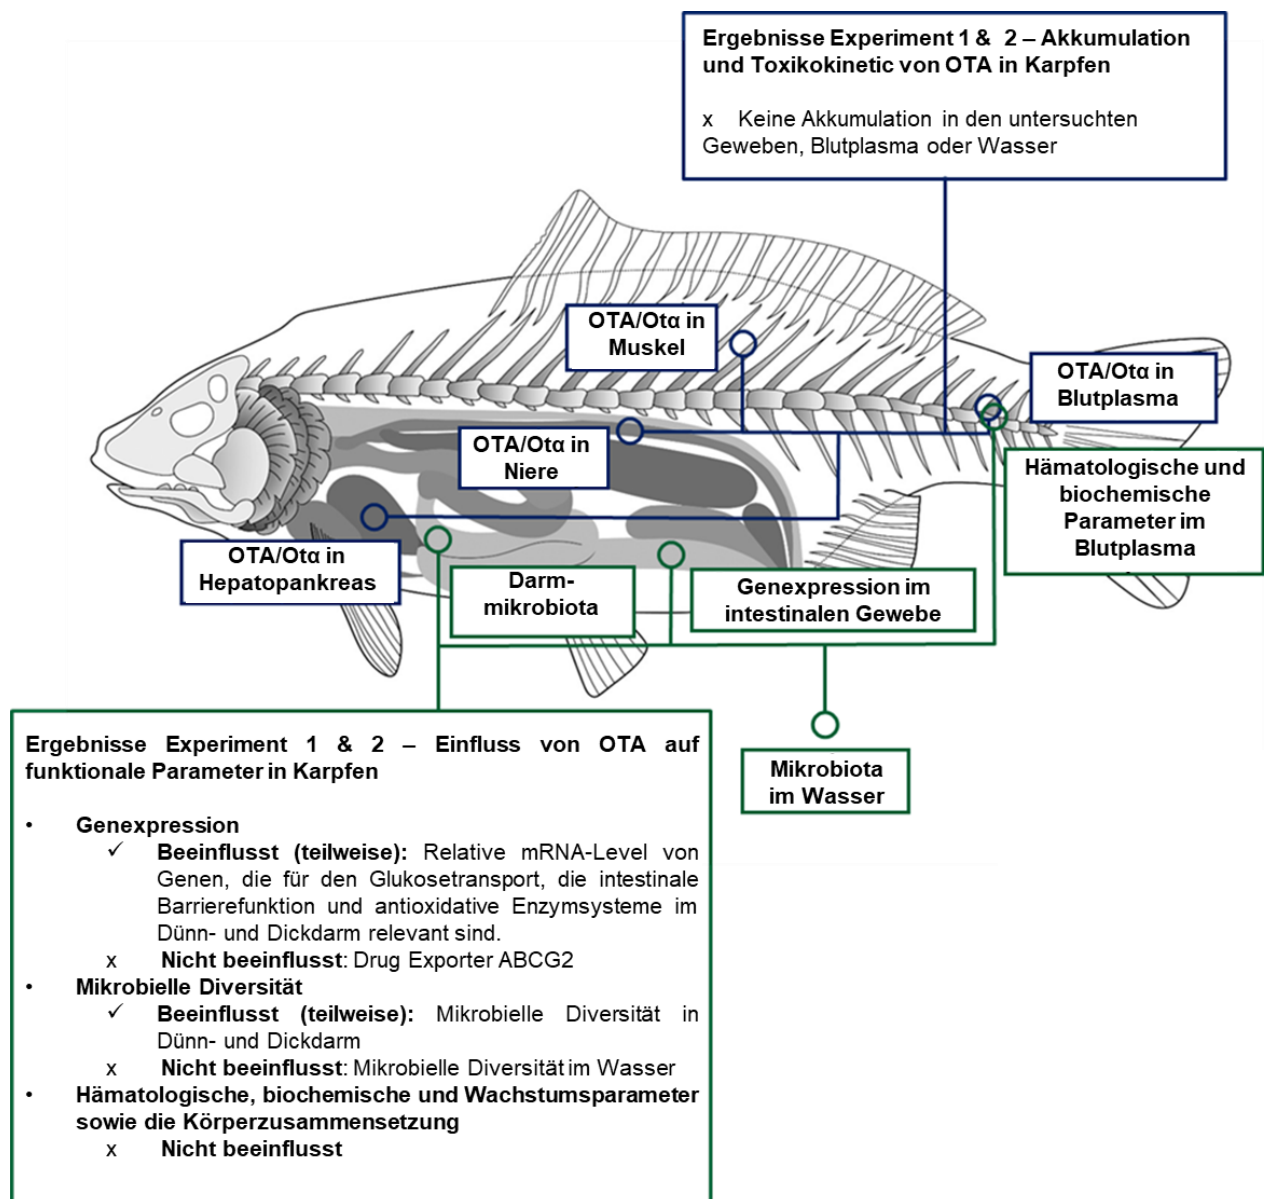 Ergebnisse Experiment 1 & 2 – Akkumulation
und Toxikokinetic von OTA in Karpfen
x Keine Akkumulation in den untersuchten
Geweben, Blutplasma oder Wasser
OTA/Otα in
Muskel
OTA/Otα in
Blutplasma
OTA/Otα in
Niere
Hämatologische und
biochemische
Parameter im
Blutplasma
OTA/Otα in
Hepatopankreas
Darm-
mikrobiota
Genexpression im
intestinalen Gewebe
Mikrobiota
im Wasser
Ergebnisse Experiment 1 & 2 – Einfluss von OTA auf
funktionale Parameter in Karpfen
• Genexpression
✓ Beeinflusst (teilweise): Relative mRNA-Level von
Genen, die für den Glukosetransport, die intestinale
Barrierefunktion und antioxidative Enzymsysteme im
Dünn- und Dickdarm relevant sind.
x Nicht beeinflusst: Drug Exporter ABCG2
• Mikrobielle Diversität
✓ Beeinflusst (teilweise): Mikrobielle Diversität in
Dünn- und Dickdarm
x Nicht beeinflusst: Mikrobielle Diversität im Wasser
• Hämatologische, biochemische und Wachstumsparameter
sowie die Körperzusammensetzung
x Nicht beeinflusst